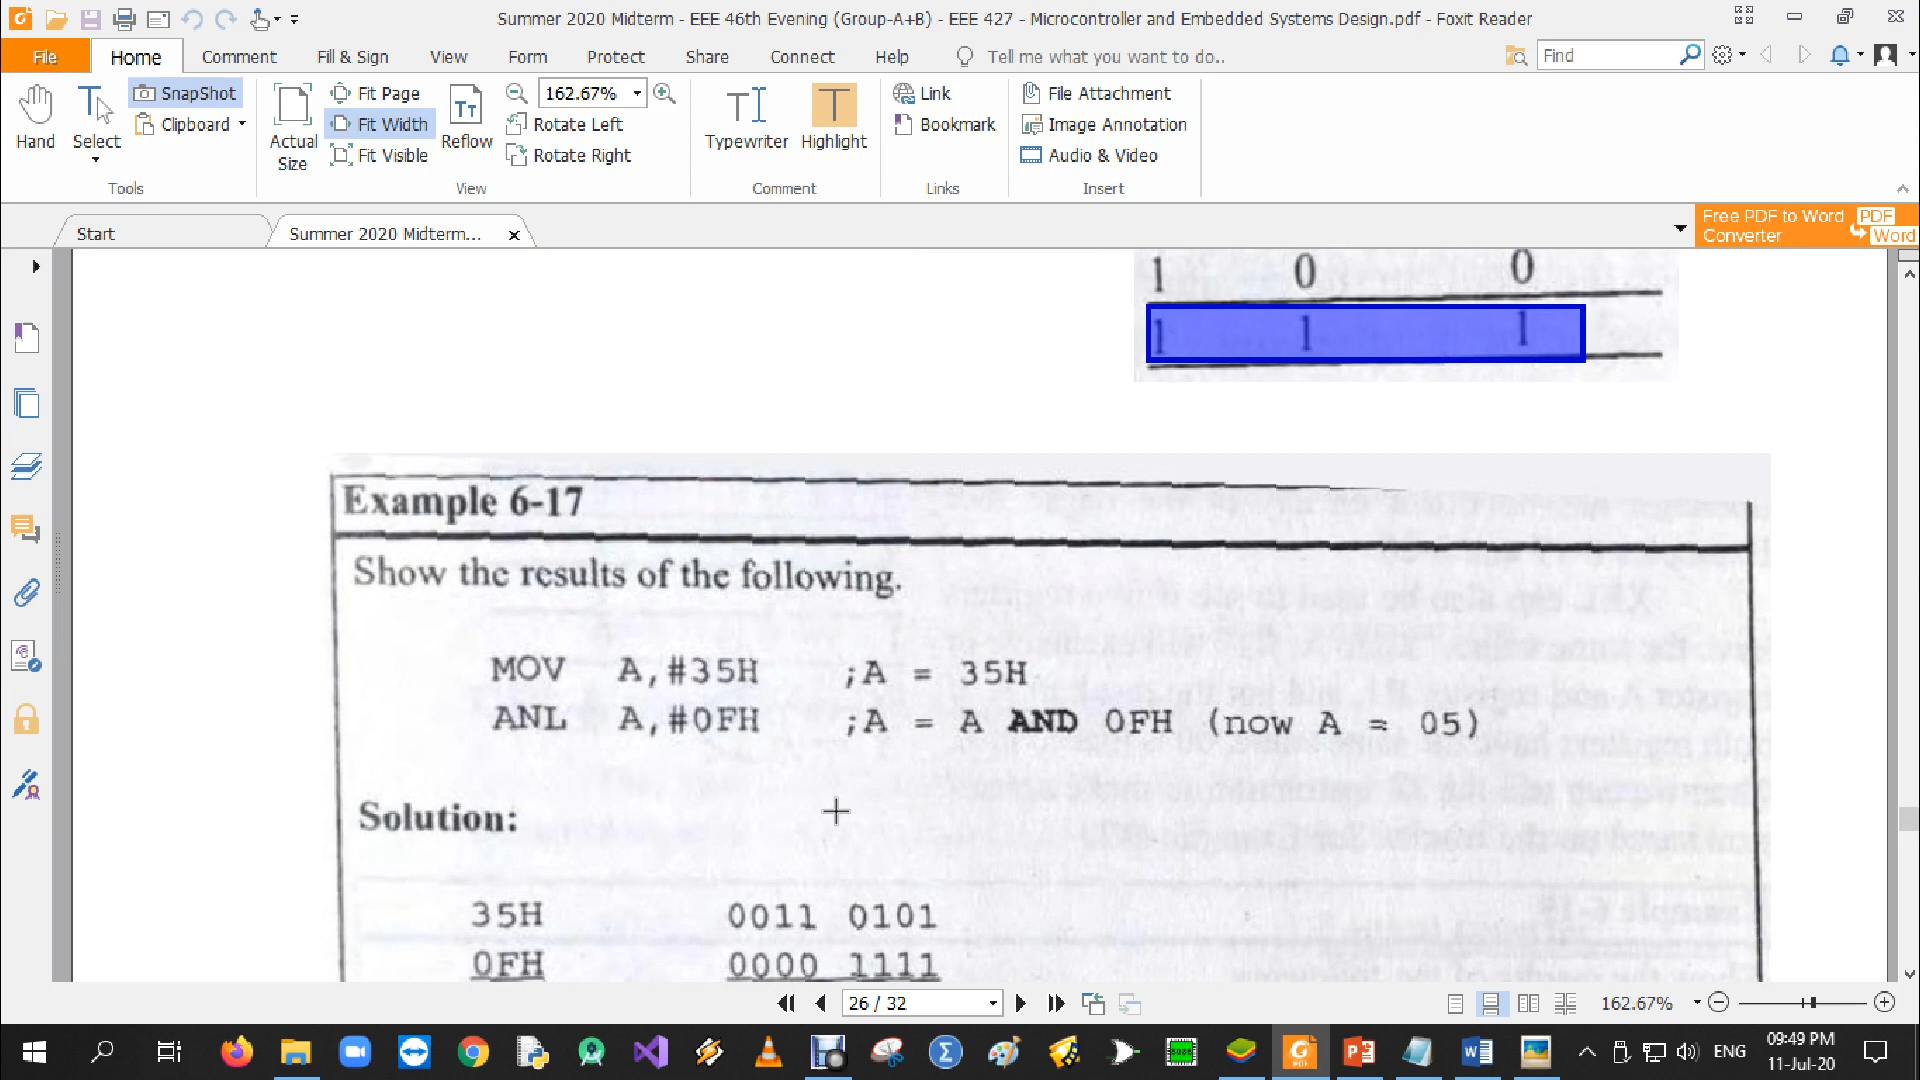 Summer 2020 Midterm - EEE 46th Evening (Group-A+B) - EEE 427 - Microcontroller and Embedded Systems Design.pdf - Foxit Reader
File
Home
Comment
Fill & Sign
View
Form
Protect
Share
Connect
Help
Tell me what you want to do..
Find
Hand
Select
SnapShot
Clipboard
Tools
Actual
Size
Fit Page
Fit Width
Fit Visible
Reflow
162.67%
Rotate Left
Rotate Right
View
Typewriter
Highlight
Comment
Link
Bookmark
Links
File Attachment
Image Annotation
Audio & Video
Insert
Start
Summer 2020 Midterm...
Free PDF to Word
Converter
PDF
Word
1 0 0
1 1 1
Example 6-17
Show the results of the following.
MOV A,#35H ;A = 35H
ANL A,#0FH ;A = A AND 0FH (now A = 05)
Solution:
35H 0011 0101
0FH 0000 1111
26 / 32
162.67%
ENG
09:49 PM
11-Jul-20